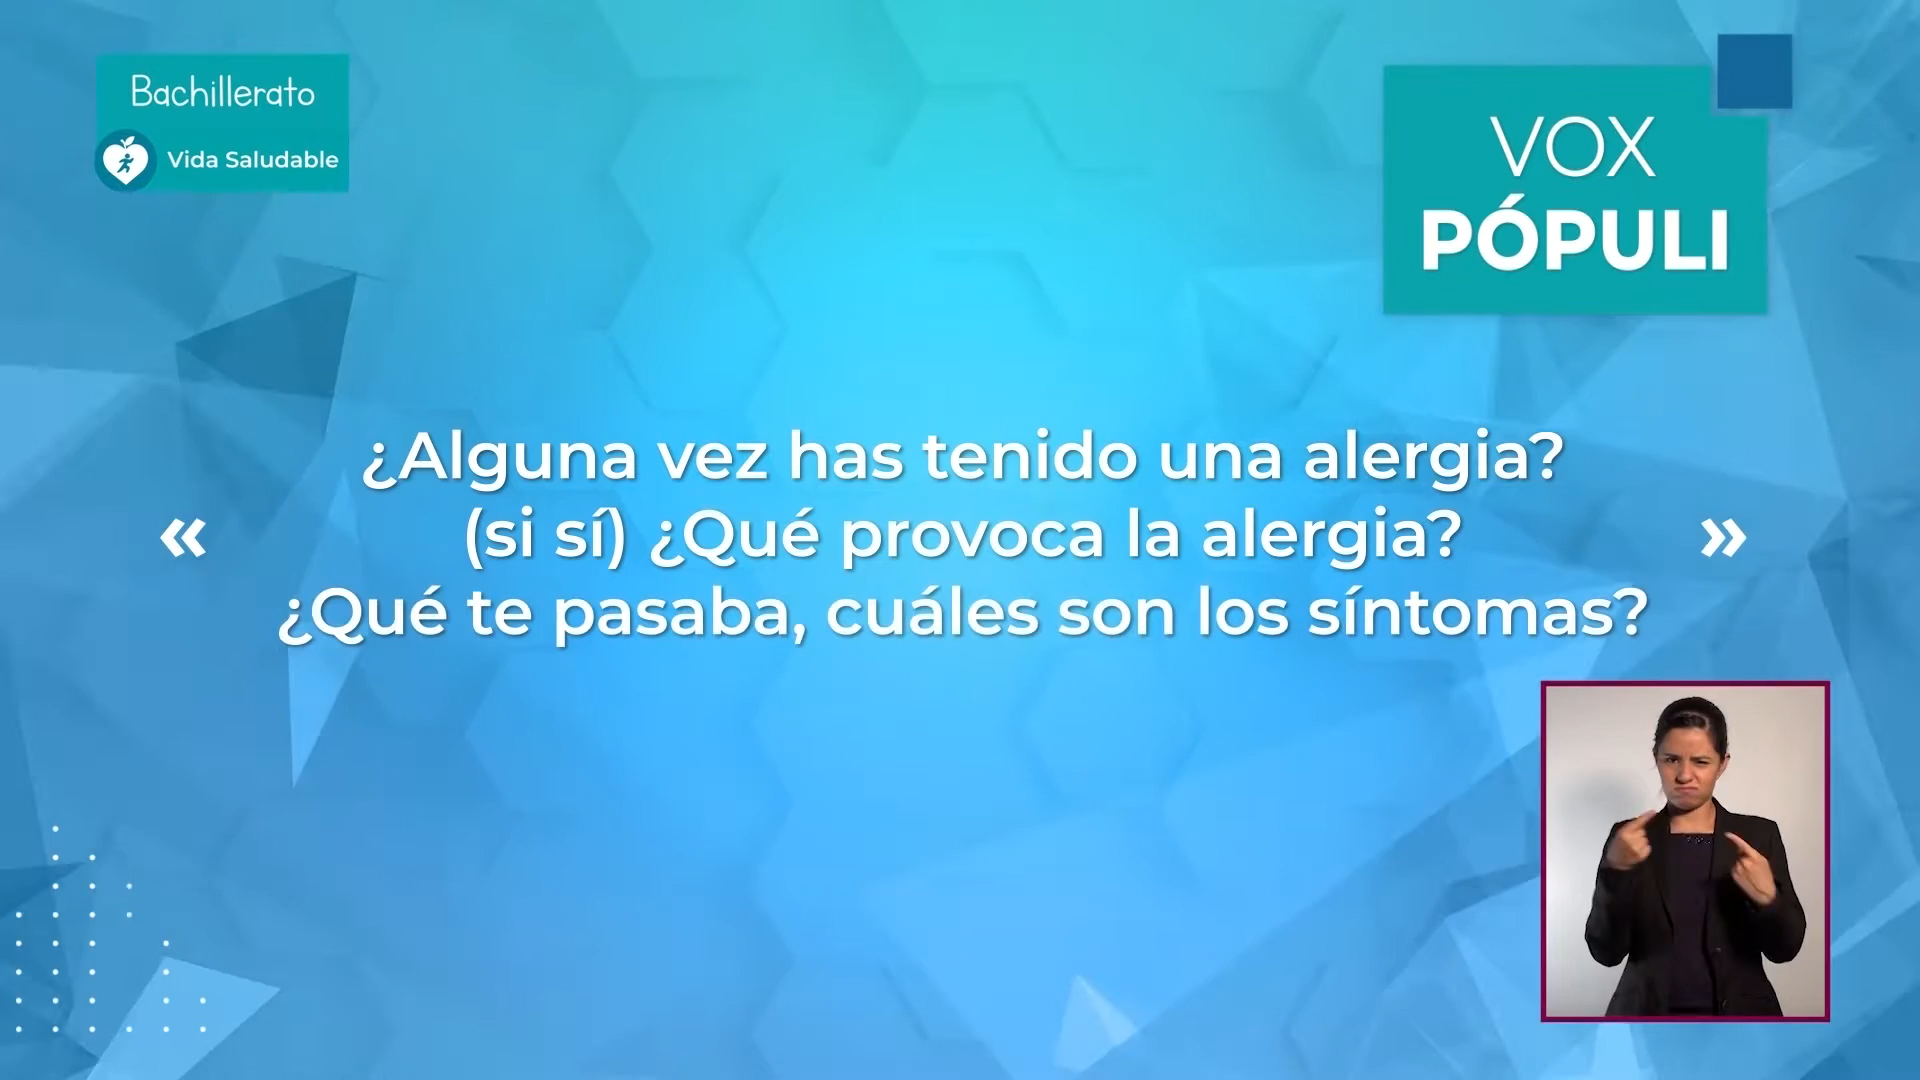 Bachillerato
Vida Saludable
VOX
PÓPULI
¿Alguna vez has tenido una alergia?
« (si sí) ¿Qué provoca la alergia? »
¿Qué te pasaba, cuáles son los síntomas?